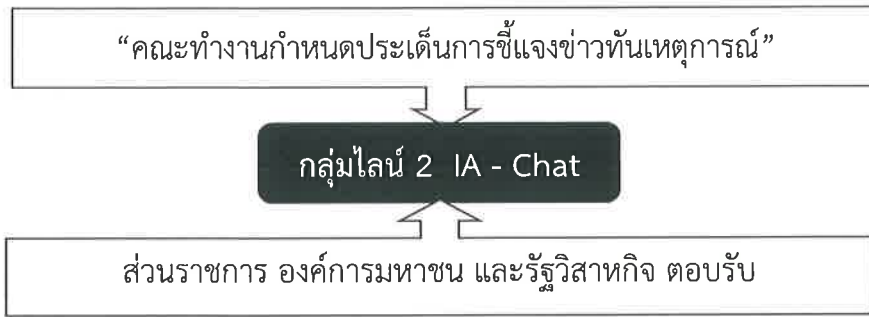 “คณะทำงานกำหนดประเด็นการชี้แจงข่าวทันเหตุการณ์”
กลุ่มไลน์ 2 IA - Chat
ส่วนราชการ องค์การมหาชน และรัฐวิสาหกิจ ตอบรับ